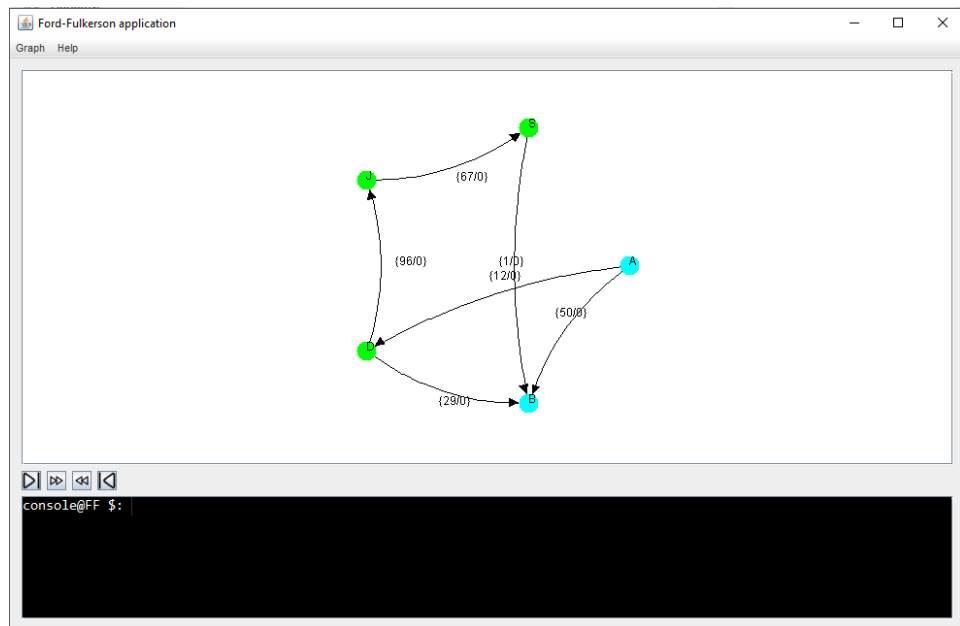 Ford-Fulkerson application
Graph Help
S
J
{67/0}
{96/0}
{1/0}
A
{12/0}
{50/0}
D
{29/0}
B
console@FF $: